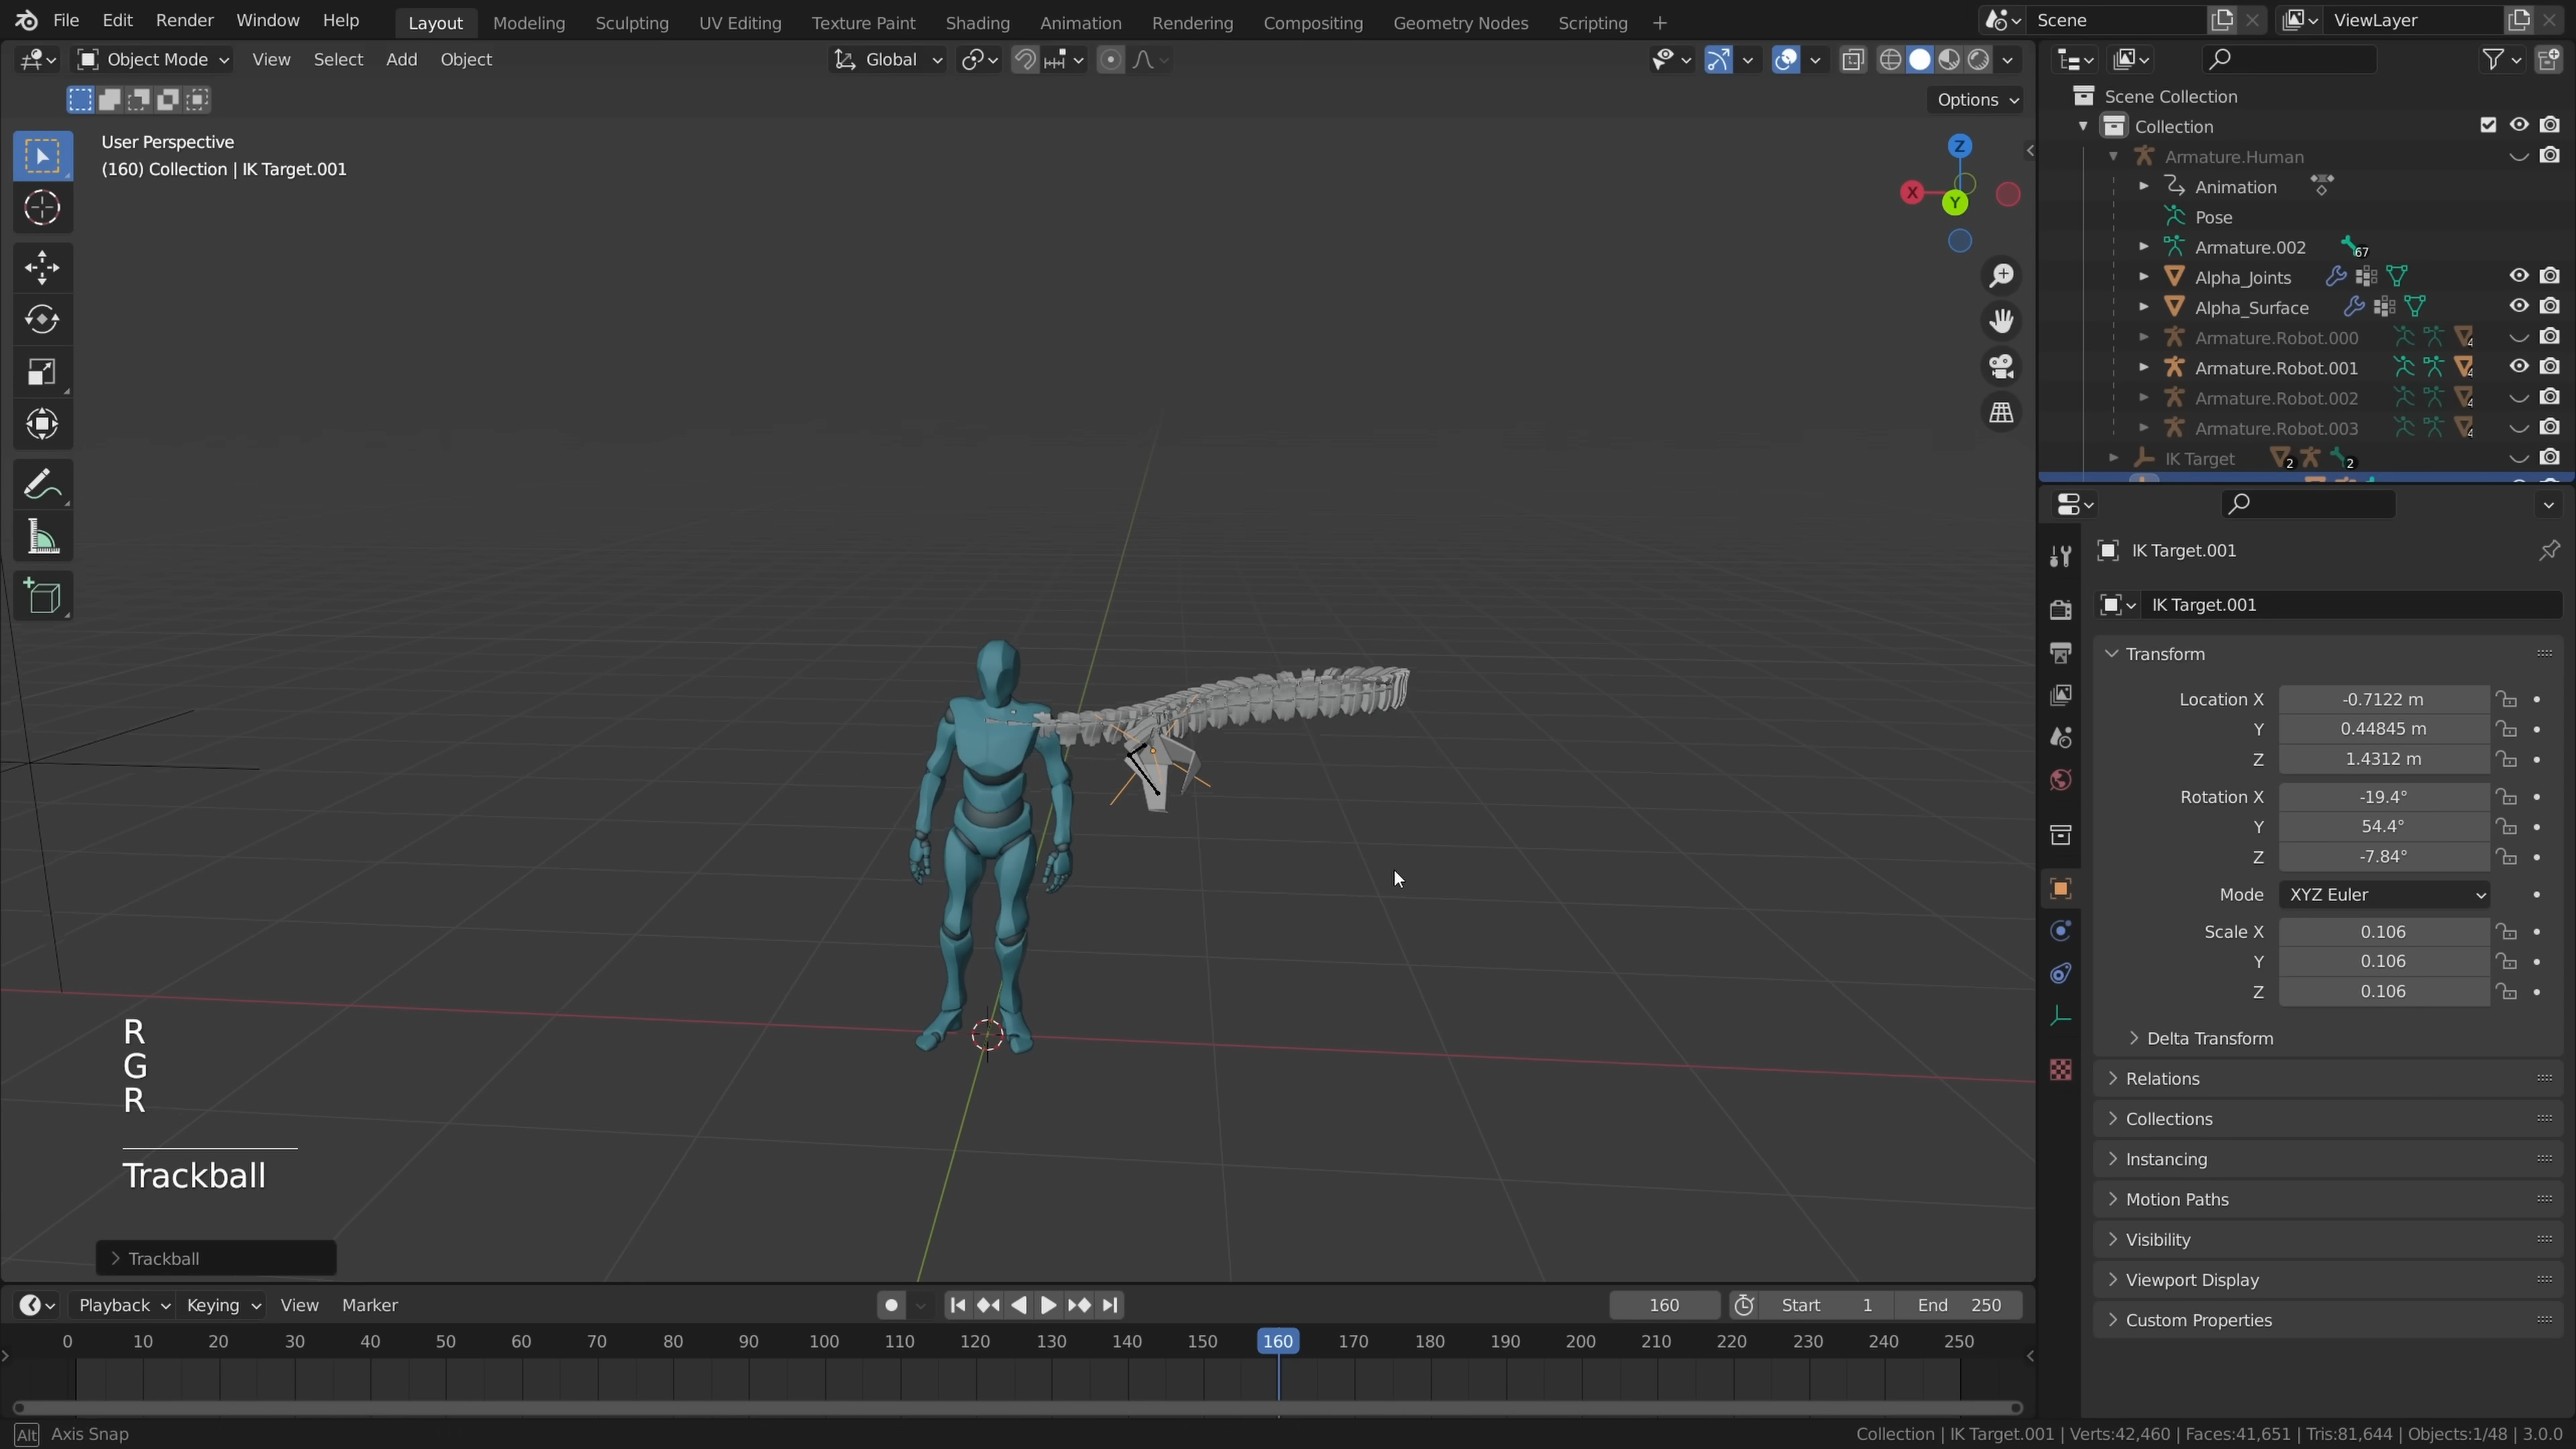 File Edit Render Window Help Layout Modeling Sculpting UV Editing Texture Paint Shading Animation Rendering Compositing Geometry Nodes Scripting + Scene ViewLayer
Object Mode View Select Add Object Global
Options
User Perspective
(160) Collection | IK Target.001
Z
X
Y
R
G
R
Trackball
Trackball
Scene Collection
Collection
Armature.Human
Animation
Pose
Armature.002 67
Alpha_Joints
Alpha_Surface
Armature.Robot.000 4
Armature.Robot.001 4
Armature.Robot.002 4
Armature.Robot.003 4
IK Target 2 2
IK Target.001
IK Target.001
Transform
Location X -0.7122 m
Y 0.44845 m
Z 1.4312 m
Rotation X -19.4°
Y 54.4°
Z -7.84°
Mode XYZ Euler
Scale X 0.106
Y 0.106
Z 0.106
Delta Transform
Relations
Collections
Instancing
Motion Paths
Visibility
Viewport Display
Custom Properties
Playback Keying View Marker 160 Start 1 End 250
0 10 20 30 40 50 60 70 80 90 100 110 120 130 140 150 160 170 180 190 200 210 220 230 240 250
Alt Axis Snap Collection | IK Target.001 | Verts:42,460 | Faces:41,651 | Tris:81,644 | Objects:1/48 | 3.0.0